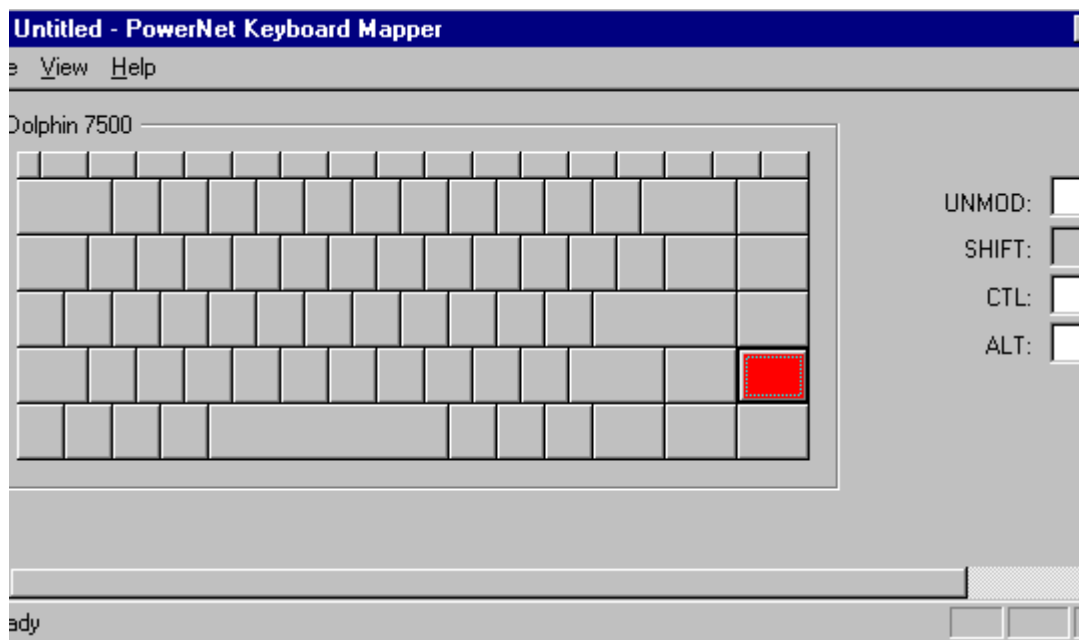 Untitled - PowerNet Keyboard Mapper
e View Help
Dolphin 7500
UNMOD:
SHIFT:
CTL:
ALT:
ady